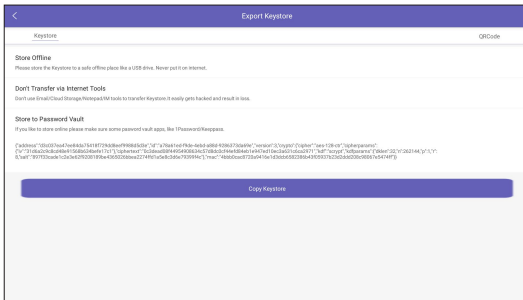 Export Keystore
Keystore
QRCode
Store Offline
Please store the Keystore to a safe offline place like a USB drive. Never put it on internet.
Don't Transfer via Internet Tools
Don't use Email/Cloud Storage/Notepad/IM tools to transfer Keystore.It easily gets hacked and result in loss.
Store to Password Vault
If you like to store online please make sure some pasword vault apps, like 1Password/Keeppass.
Copy Keystore